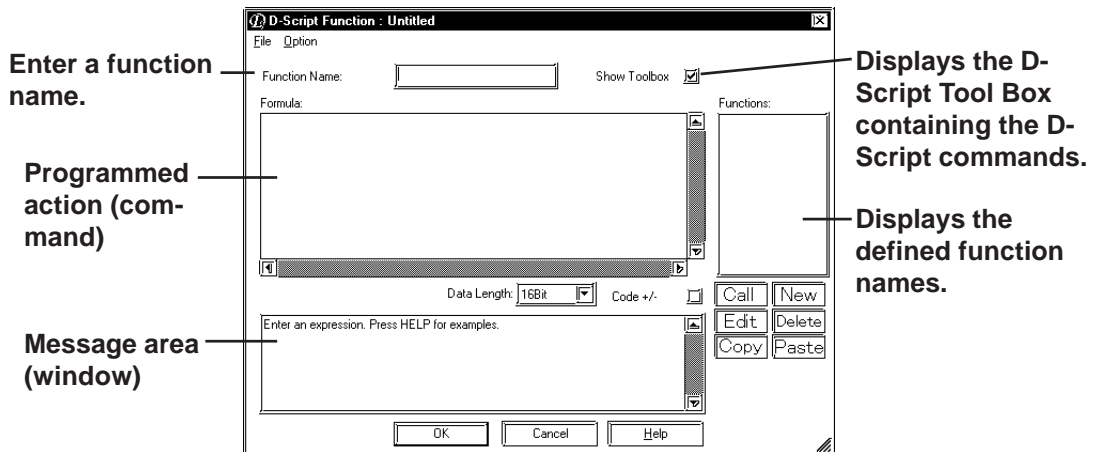 D-Script Function : Untitled
File Option
Enter a function
name.
Function Name:
Show Toolbox
Displays the D-
Script Tool Box
containing the D-
Script commands.
Formula:
Functions:
Programmed
action (com-
mand)
Displays the
defined function
names.
Data Length: 16Bit
Code +/-
Call New
Edit Delete
Copy Paste
Enter an expression. Press HELP for examples.
Message area
(window)
OK Cancel Help